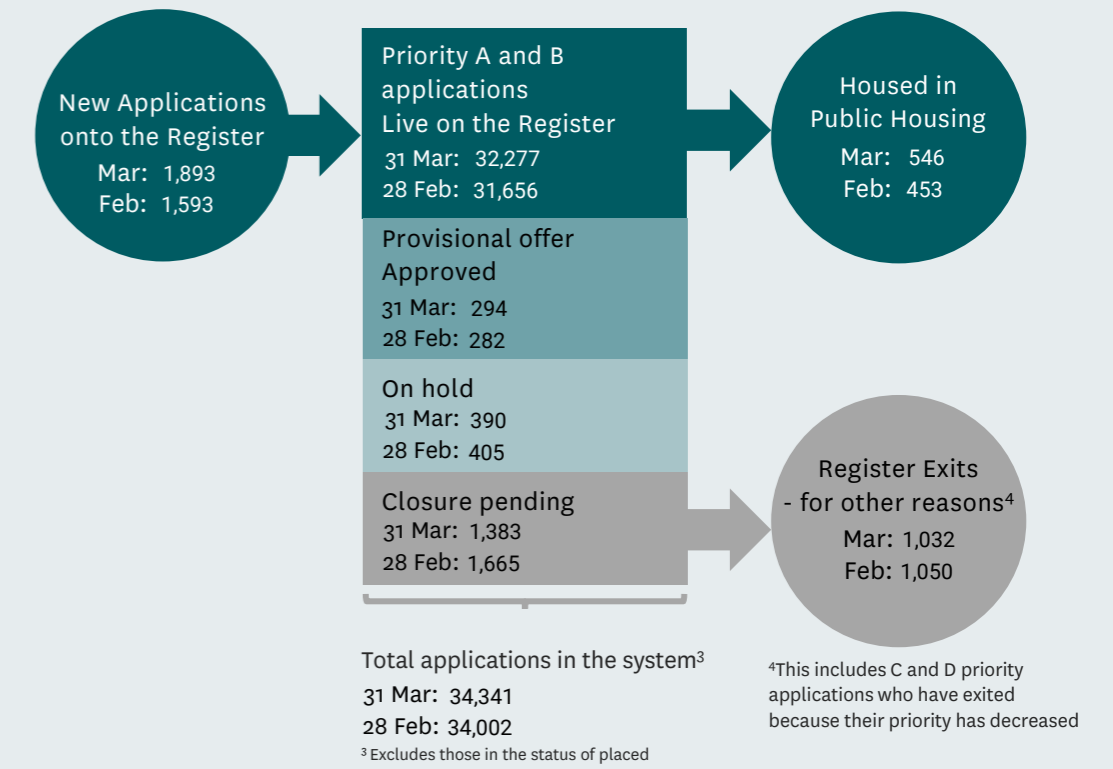 New Applications
onto the Register
Mar: 1,893
Feb: 1,593
Priority A and B
applications
Live on the Register
31 Mar: 32,277
28 Feb: 31,656
Housed in
Public Housing
Mar: 546
Feb: 453
Provisional offer
Approved
31 Mar: 294
28 Feb: 282
On hold
31 Mar: 390
28 Feb: 405
Closure pending
31 Mar: 1,383
28 Feb: 1,665
Register Exits
- for other reasons⁴
Mar: 1,032
Feb: 1,050
Total applications in the system³
31 Mar: 34,341
28 Feb: 34,002
³ Excludes those in the status of placed
⁴This includes C and D priority
applications who have exited
because their priority has decreased